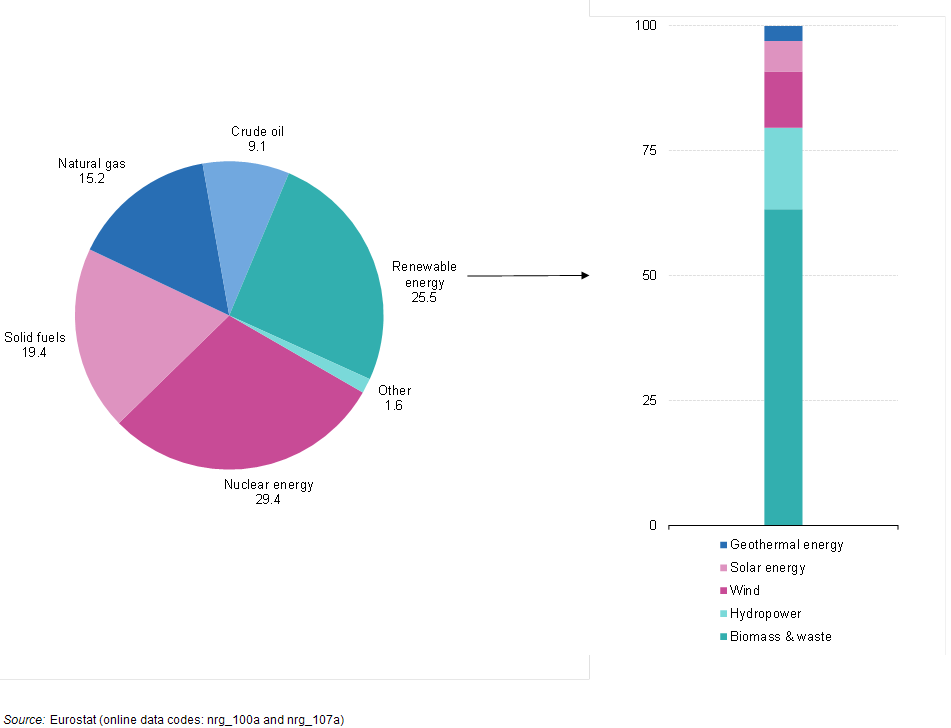 Crude oil
9.1
Natural gas
15.2
Renewable
energy
25.5
Solid fuels
19.4
Other
1.6
Nuclear energy
29.4
100
75
50
25
0
Geothermal energy
Solar energy
Wind
Hydropower
Biomass & waste
Source: Eurostat (online data codes: nrg_100a and nrg_107a)